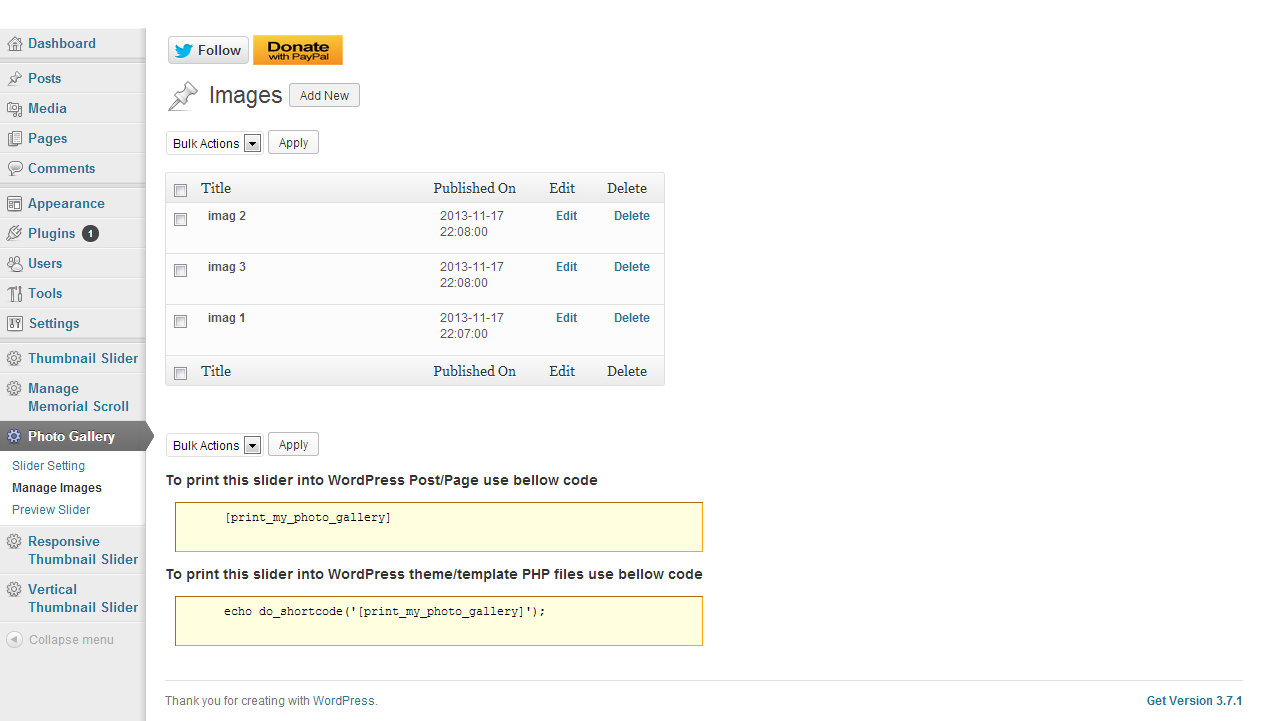 Dashboard
Posts
Media
Pages
Comments
Appearance
Plugins 1
Users
Tools
Settings
Thumbnail Slider
Manage
Memorial Scroll
Photo Gallery
Slider Setting
Manage Images
Preview Slider
Responsive
Thumbnail Slider
Vertical
Thumbnail Slider
Collapse menu
Follow
Donate
with PayPal
Images Add New
Bulk Actions Apply
Title Published On Edit Delete
imag 2 2013-11-17 Edit Delete
22:08:00
imag 3 2013-11-17 Edit Delete
22:08:00
imag 1 2013-11-17 Edit Delete
22:07:00
Title Published On Edit Delete
Bulk Actions Apply
To print this slider into WordPress Post/Page use bellow code
[print_my_photo_gallery]
To print this slider into WordPress theme/template PHP files use bellow code
echo do_shortcode('[print_my_photo_gallery]');
Thank you for creating with WordPress. Get Version 3.7.1